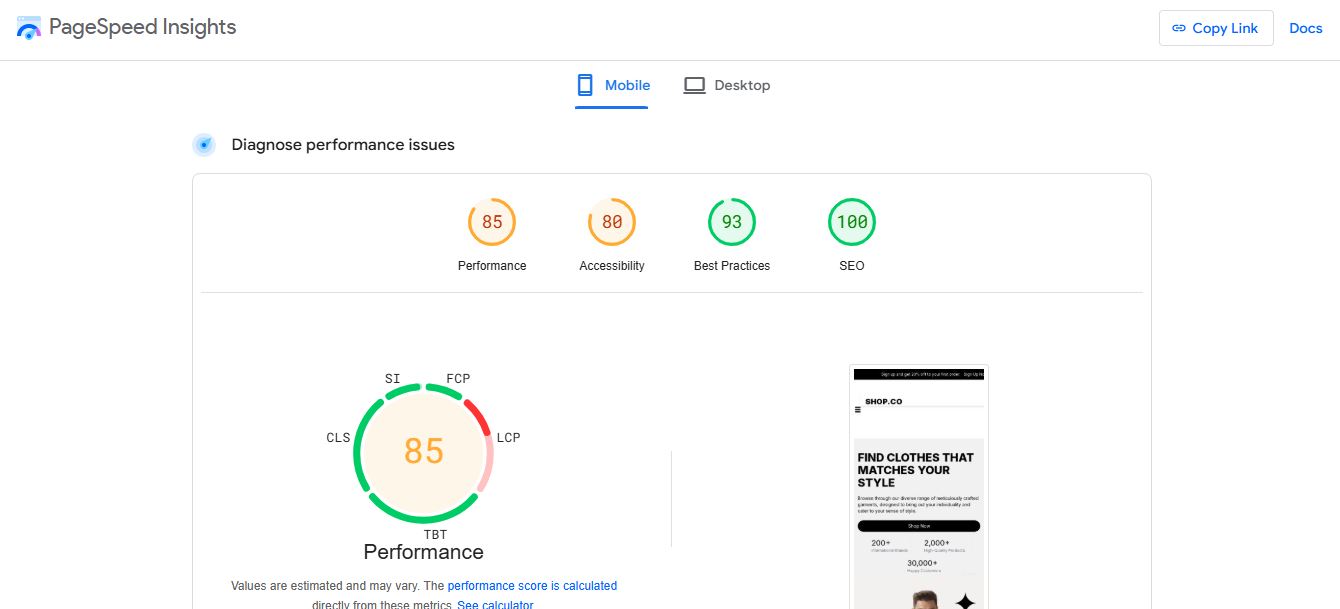 PageSpeed Insights
Copy Link
Docs
Mobile
Desktop
Diagnose performance issues
85
80
93
100
Performance
Accessibility
Best Practices
SEO
SI
FCP
CLS
85
LCP
TBT
Performance
Values are estimated and may vary. The performance score is calculated
directly from these metrics. See calculator
Sign up and get 20% off to your first order. Sign Up No
SHOP.CO
FIND CLOTHES THAT
MATCHES YOUR
STYLE
Browse through our diverse range of meticulously crafted
garments, designed to bring out your individuality and
cater to your sense of style.
Shop Now
200+
2,000+
International Brands
High-Quality Products
30,000+
Happy Customers